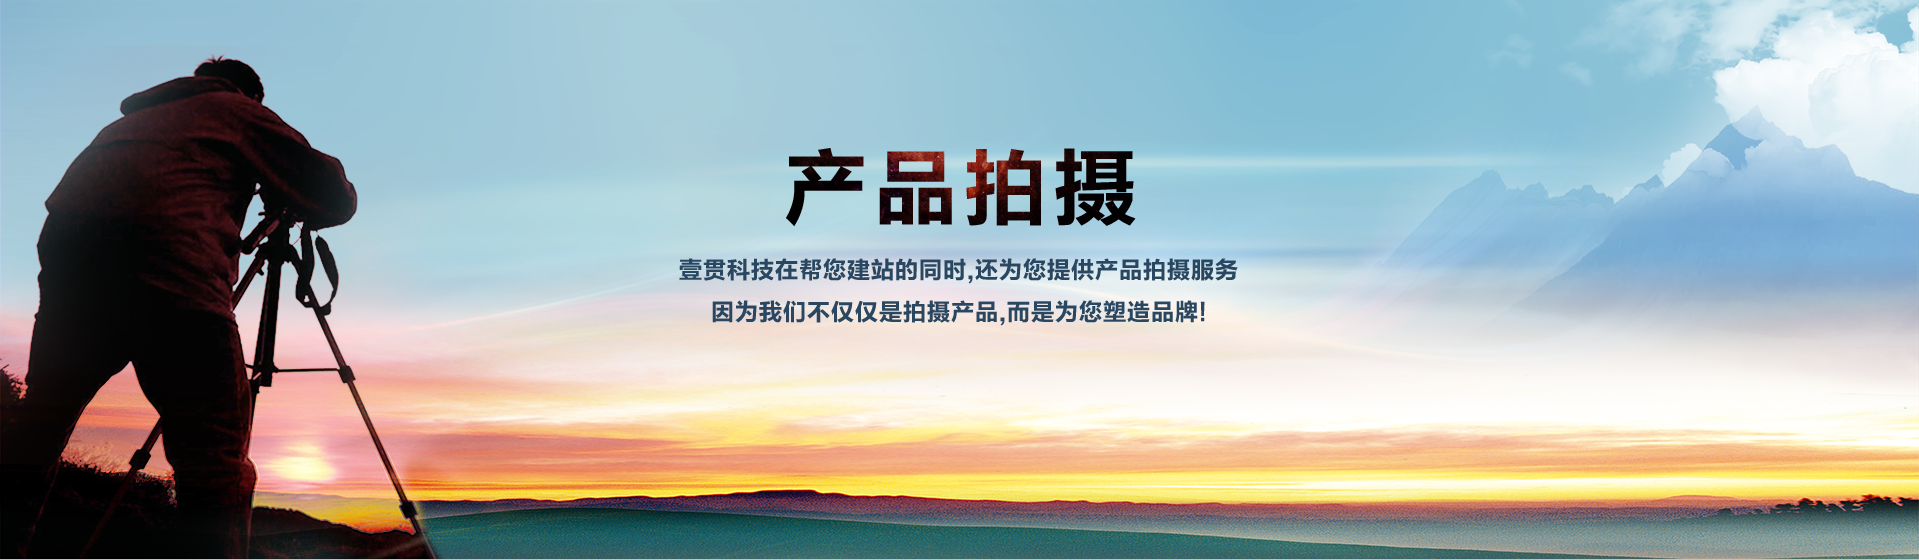 产品拍摄
壹贯科技在帮您建站的同时,还为您提供产品拍摄服务
因为我们不仅仅是拍摄产品,而是为您塑造品牌!